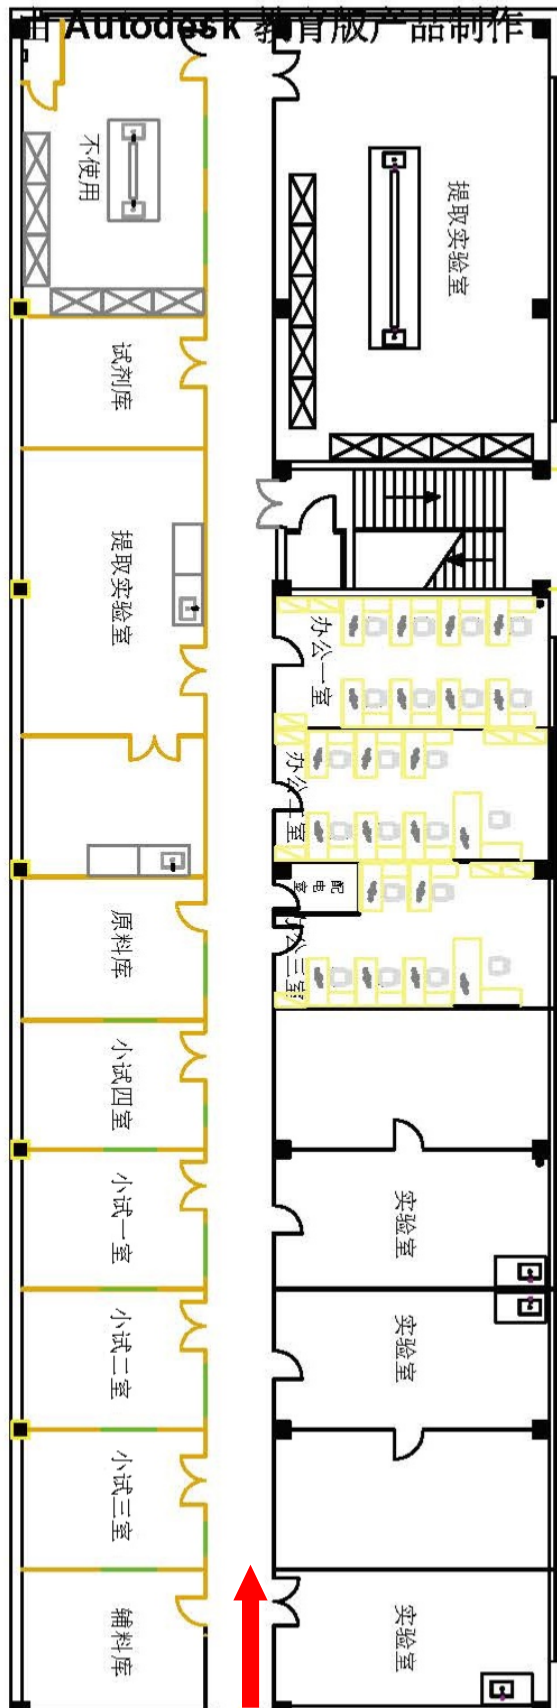 由 Autodesk 教育版产品制作
不使用
提取实验室
试剂库
提取实验室
办公一室
办公二室
配电室
办公三室
原料库
小试四室
小试一室
实验室
小试二室
实验室
小试三室
辅料库
实验室